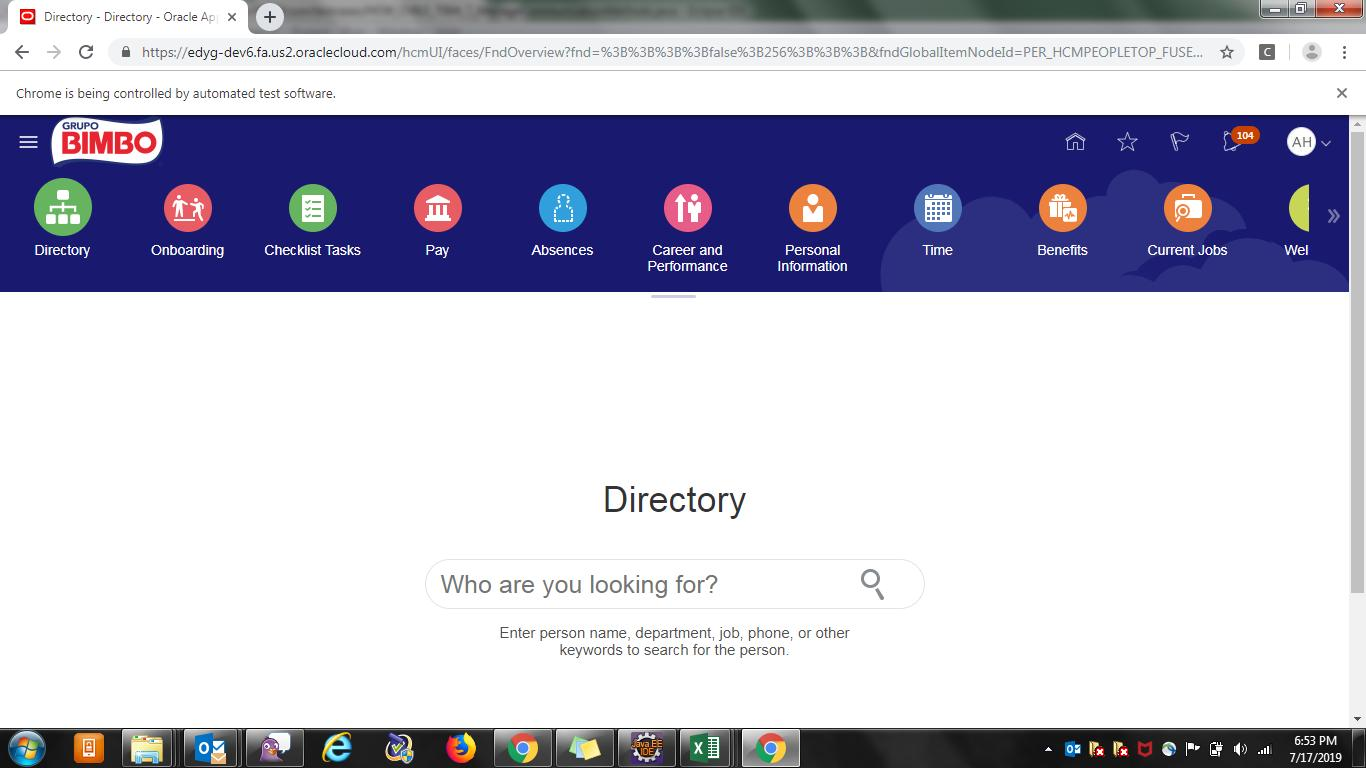 Directory - Directory - Oracle Ap
https://edyg-dev6.fa.us2.oraclecloud.com/hcmUI/faces/FndOverview?fnd=%3B%3B%3B%3Bfalse%3B256%3B%3B%3B&fndGlobalItemNodeId=PER_HCMPEOPLETOP_FUSE...
C
Chrome is being controlled by automated test software.
GRUPO
BIMBO
104
AH
Directory
Onboarding
Checklist Tasks
Pay
Absences
Career and
Performance
Personal
Information
Time
Benefits
Current Jobs
Wel
Directory
Who are you looking for?
Enter person name, department, job, phone, or other
keywords to search for the person.
Java EE
IDE
6:53 PM
7/17/2019